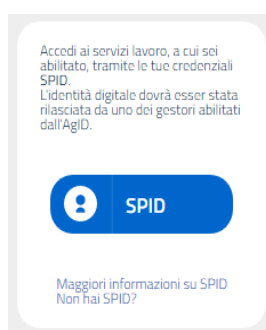 Accedi ai servizi lavoro, a cui sei
abilitato, tramite le tue credenziali
SPID.
L'identità digitale dovrà esser stata
rilasciata da uno dei gestori abilitati
dall'AgID.
SPID
Maggiori informazioni su SPID
Non hai SPID?